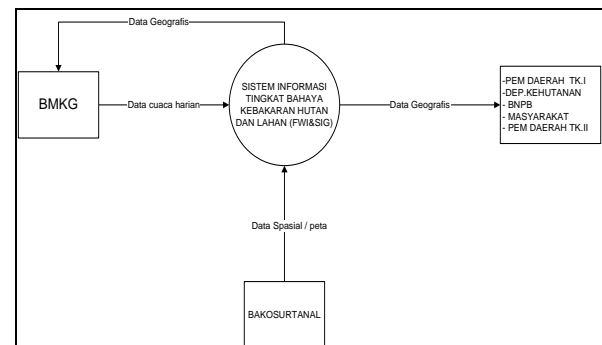 Data Geografis
BMKG
Data cuaca harian
SISTEM INFORMASI
TINGKAT BAHAYA
KEBAKARAN HUTAN
DAN LAHAN (FWI&SIG)
Data Geografis
-PEM DAERAH TK.I
-DEP.KEHUTANAN
- BNPB
- MASYARAKAT
- PEM DAERAH TK.II
Data Spasial / peta
BAKOSURTANAL